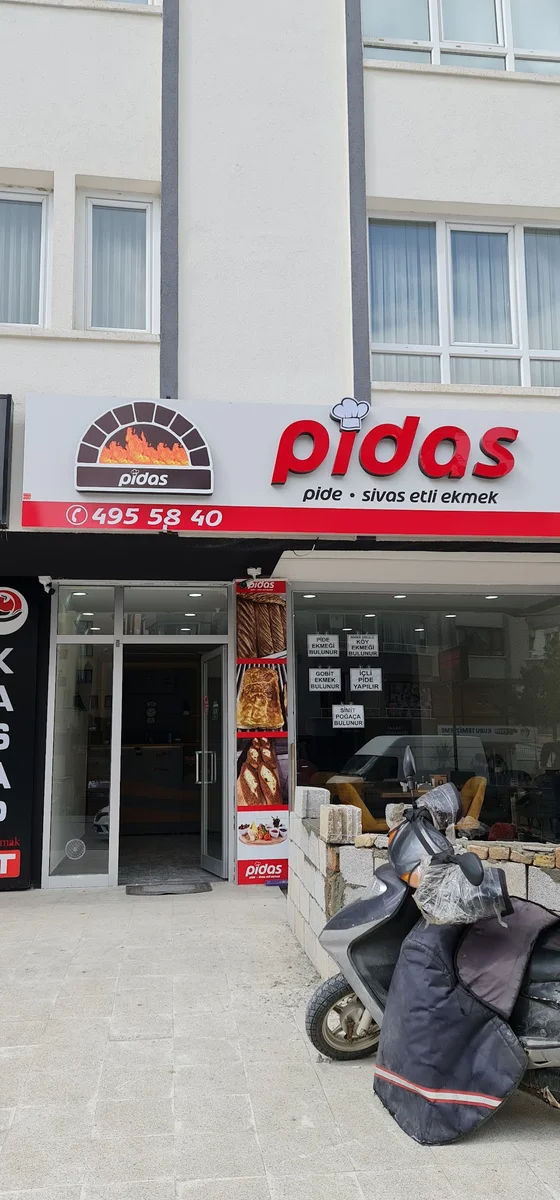 pidas
pidas
pide • sivas etli ekmek
495 58 40
KASAP
pidas
PİDE
EKMEĞİ
BULUNUR
KÖY
EKMEĞİ
BULUNUR
GOBİT
EKMEK
BULUNUR
İÇLİ
PİDE
YAPILIR
SİMİT
POĞAÇA
BULUNUR
pidas